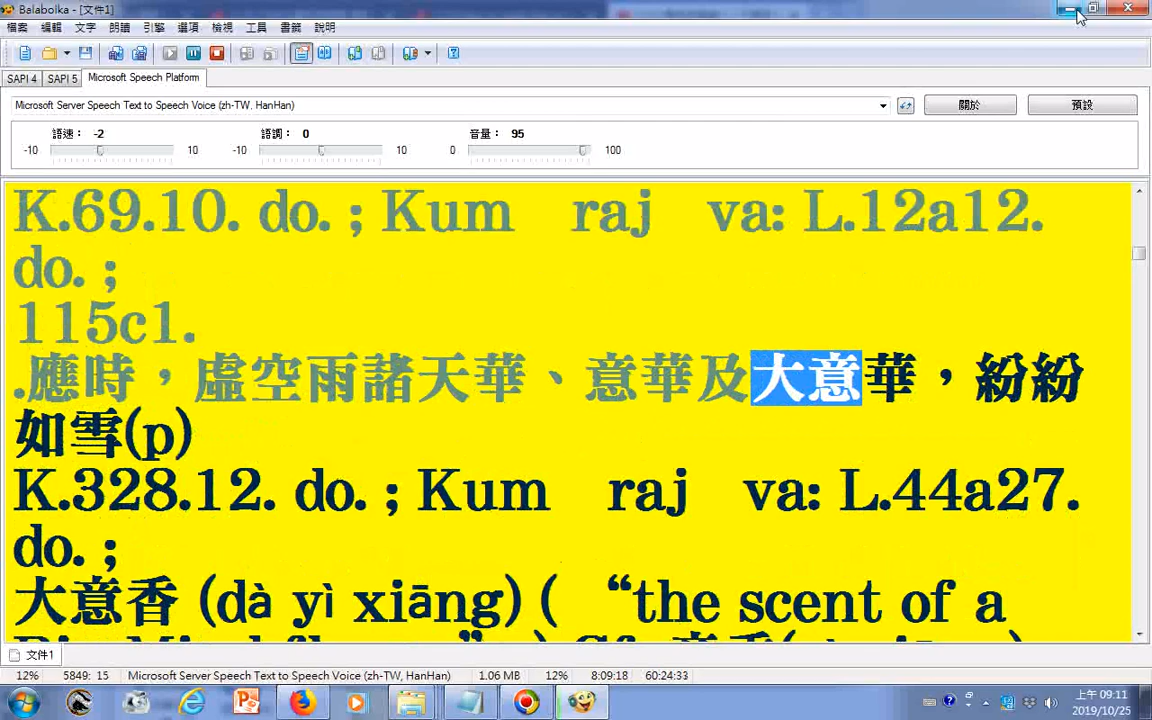 Balabolka - [文件1]
檔案 編輯 文字 朗讀 引擎 選項 檢視 工具 書籤 說明
SAPI 4 SAPI 5 Microsoft Speech Platform
Microsoft Server Speech Text to Speech Voice (zh-TW, HanHan) 關於 預設
語速： -2 語調： 0 音量： 95
-10 10 -10 10 0 100
K.69.10. do. ; Kum raj va: L.12a12.
do. ;
115c1.
.應時，虛空雨諸天華、意華及大意華，紛紛
如雪(p)
K.328.12. do. ; Kum raj va: L.44a27.
do. ;
大意香 (dà yì xiāng) ( “the scent of a
文件1
12% 5849: 15 Microsoft Server Speech Text to Speech Voice (zh-TW, HanHan) 1.06 MB 12% 8:09:18 60:24:33
上午 09:11
2019/10/25